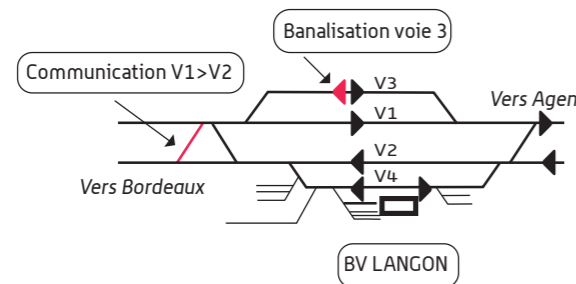 Banalisation voie 3
Communication V1>V2
V3
Vers Agen
V1
V2
Vers Bordeaux
V4
BV LANGON